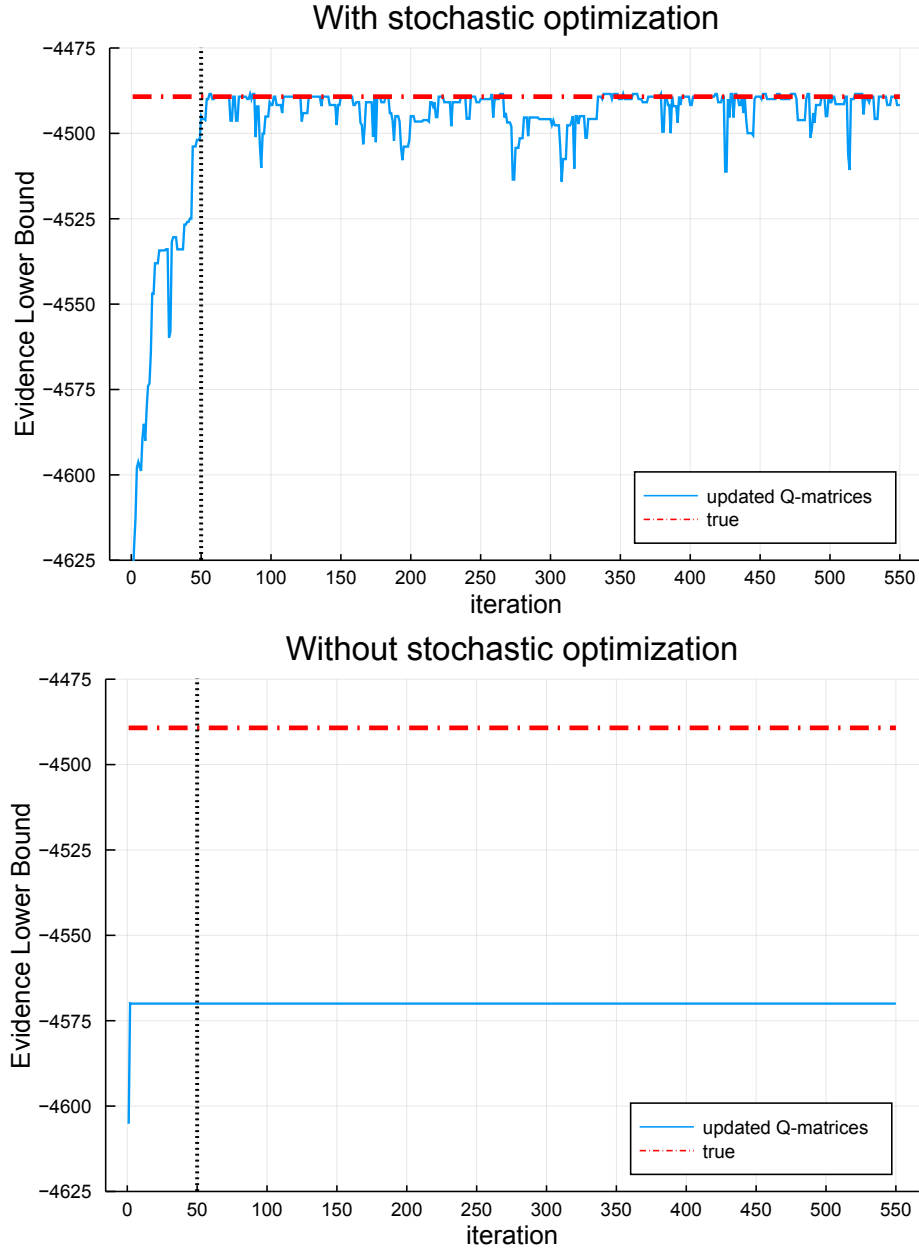 With stochastic optimization
−4475
−4500
−4525
−4550
−4575
−4600
−4625
Evidence Lower Bound
updated Q-matrices
true
0 50 100 150 200 250 300 350 400 450 500 550
iteration
Without stochastic optimization
−4475
−4500
−4525
−4550
−4575
−4600
−4625
Evidence Lower Bound
updated Q-matrices
true
0 50 100 150 200 250 300 350 400 450 500 550
iteration